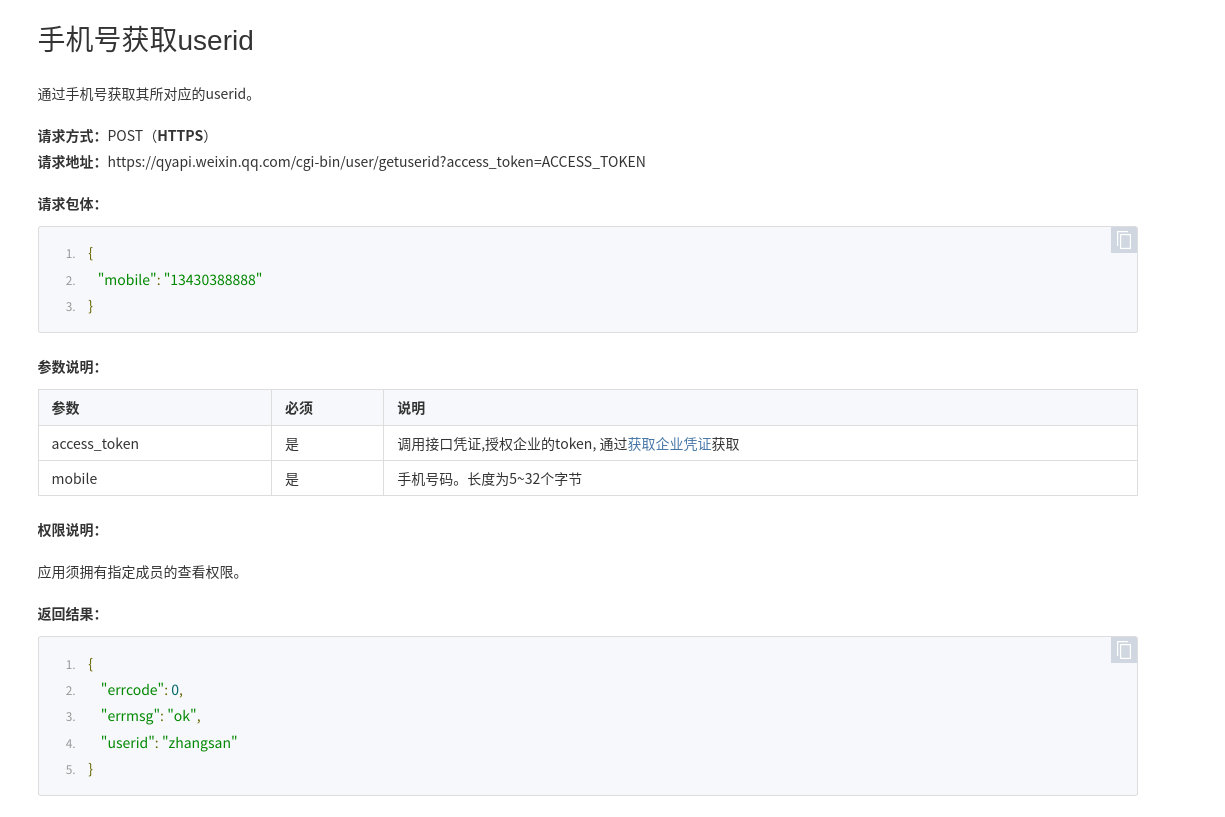 手机号获取userid
通过手机号获取其所对应的userid。
请求方式：POST（HTTPS）
请求地址：https://qyapi.weixin.qq.com/cgi-bin/user/getuserid?access_token=ACCESS_TOKEN
请求包体：
1. {
2. "mobile": "13430388888"
3. }
参数说明：
参数 必须 说明
access_token 是 调用接口凭证,授权企业的token, 通过获取企业凭证获取
mobile 是 手机号码。长度为5~32个字节
权限说明：
应用须拥有指定成员的查看权限。
返回结果：
1. {
2. "errcode": 0,
3. "errmsg": "ok",
4. "userid": "zhangsan"
5. }